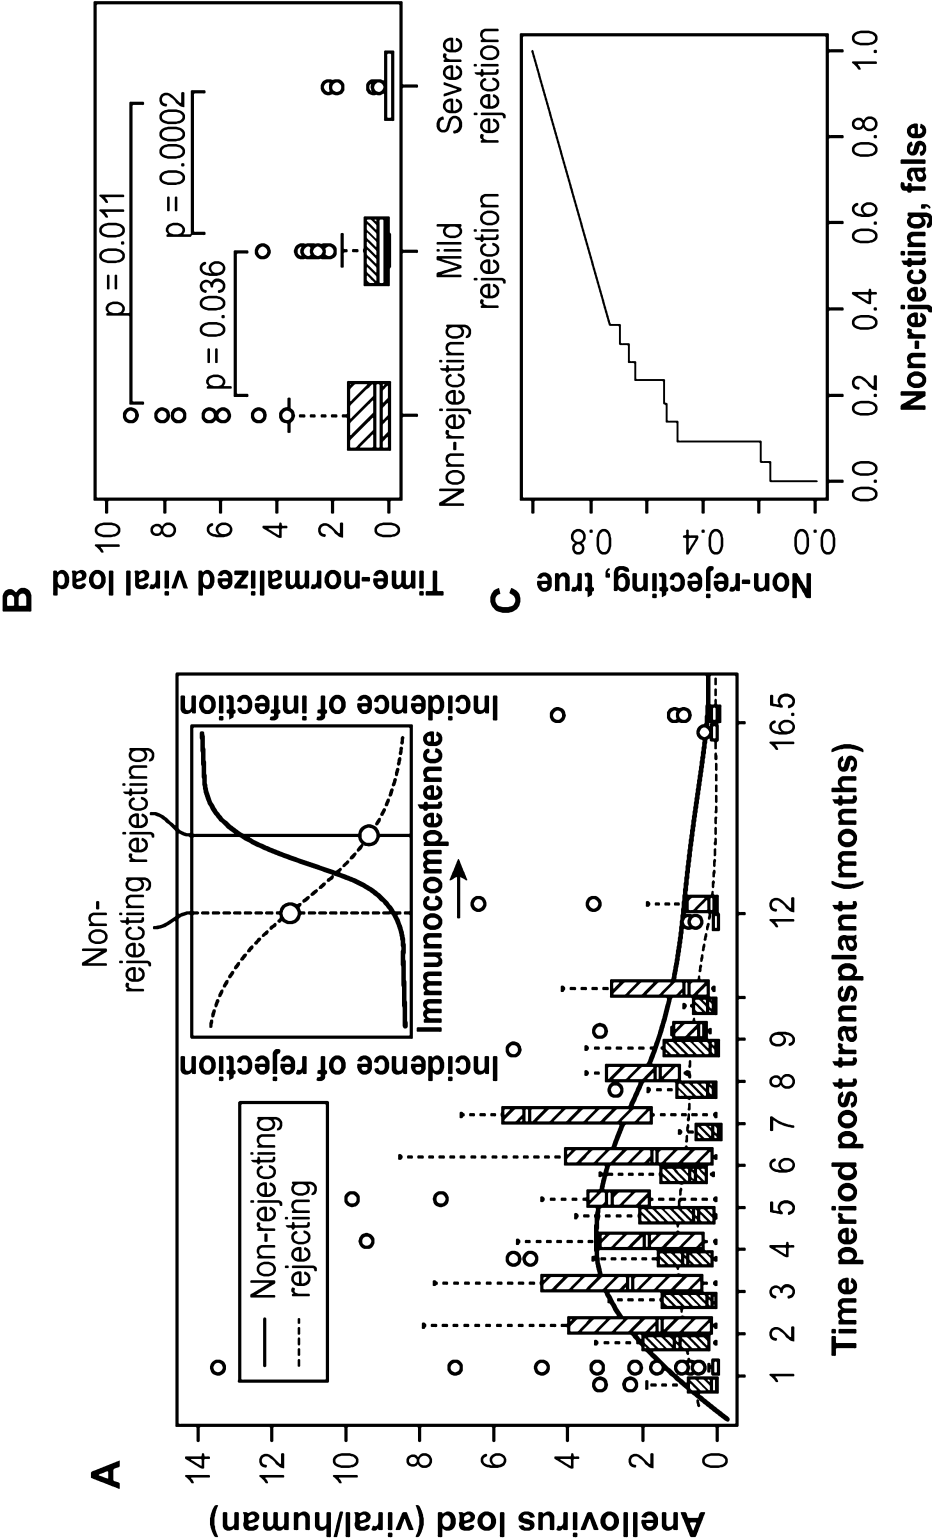 A
Anellovirus load (viral/human)
14
12
10
8
6
4
2
0
Non-rejecting
rejecting
Incidence of rejection
Non-
rejecting
rejecting
Incidence of infection
Immunocompetence
1
2
3
4
5
6
7
8
9
12
16.5
Time period post transplant (months)
B
Time-normalized viral load
10
8
6
4
2
0
p = 0.011
p = 0.0002
p = 0.036
Non-rejecting
Mild
rejection
Severe
rejection
C
Non-rejecting, true
0.8
0.4
0.0
0.0
0.2
0.4
0.6
0.8
1.0
Non-rejecting, false